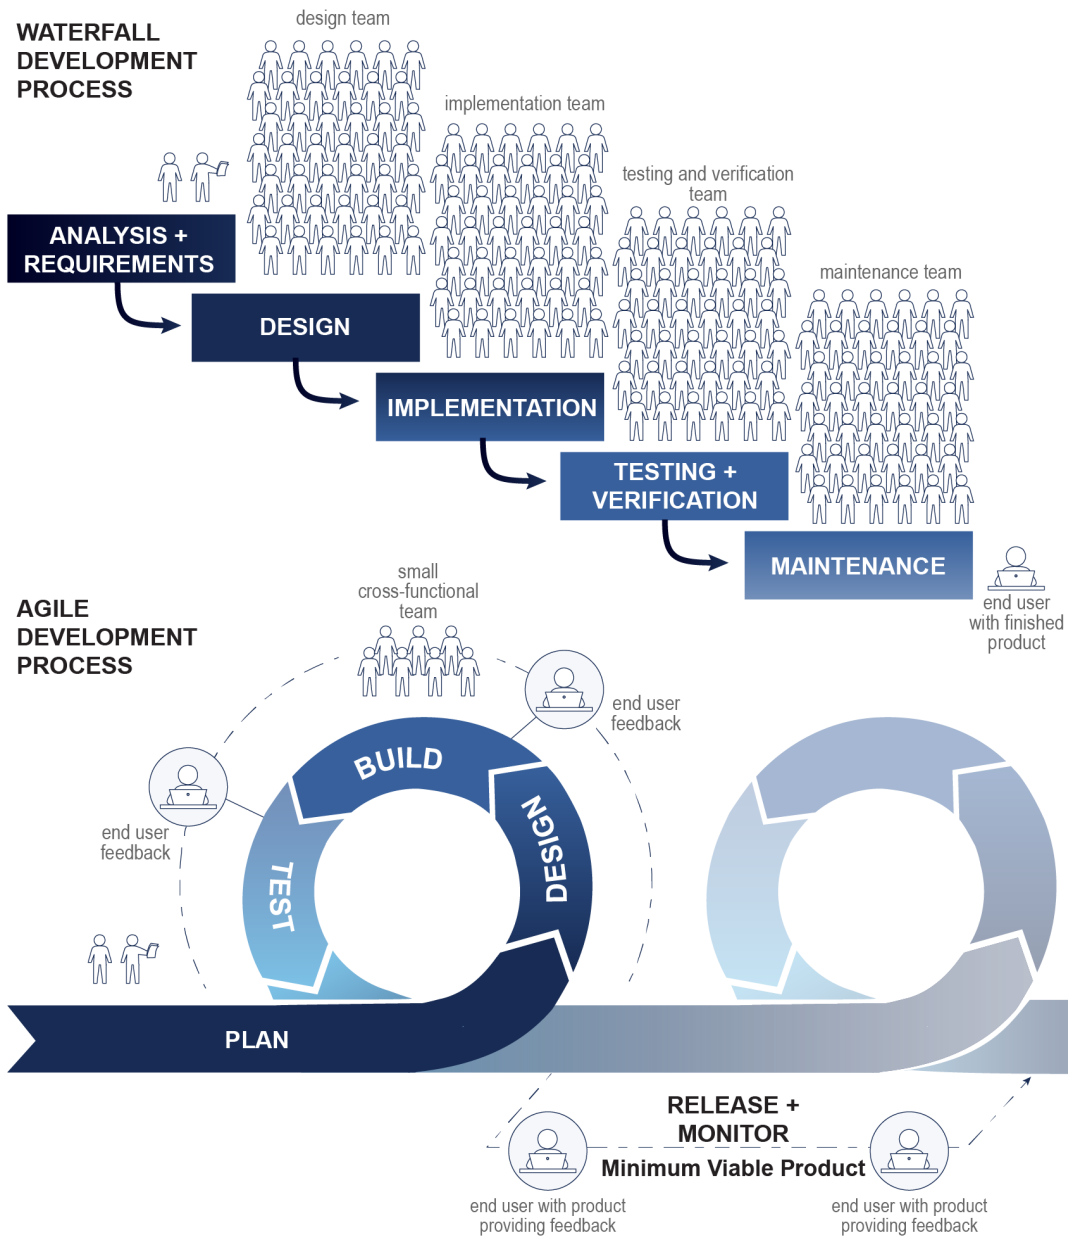 WATERFALL
DEVELOPMENT
PROCESS
design team
implementation team
testing and verification
team
maintenance team
ANALYSIS +
REQUIREMENTS
DESIGN
IMPLEMENTATION
TESTING +
VERIFICATION
MAINTENANCE
end user
with finished
product
AGILE
DEVELOPMENT
PROCESS
small
cross-functional
team
end user
feedback
end user
feedback
BUILD
DESIGN
TEST
PLAN
RELEASE +
MONITOR
Minimum Viable Product
end user with product
providing feedback
end user with product
providing feedback